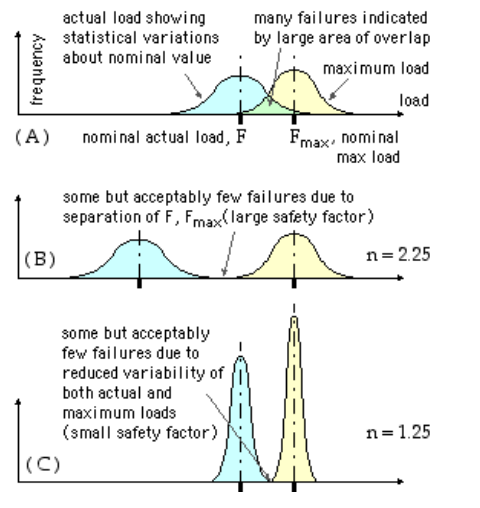 actual load showing
statistical variations
about nominal value
many failures indicated
by large area of overlap
maximum load
frequency
load
(A)
nominal actual load, F
Fmax, nominal
max load
some but acceptably few failures due to
separation of F, Fmax(large safety factor)
(B)
n = 2.25
some but acceptably
few failures due to
reduced variability of
both actual and
maximum loads
(small safety factor)
n = 1.25
(C)